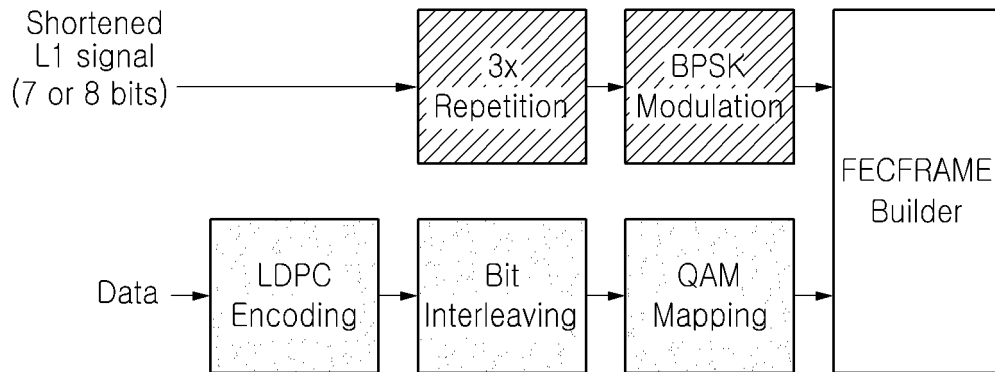 Shortened
L1 signal
(7 or 8 bits)
3x
Repetition
BPSK
Modulation
FECFRAME
Builder
Data
LDPC
Encoding
Bit
Interleaving
QAM
Mapping